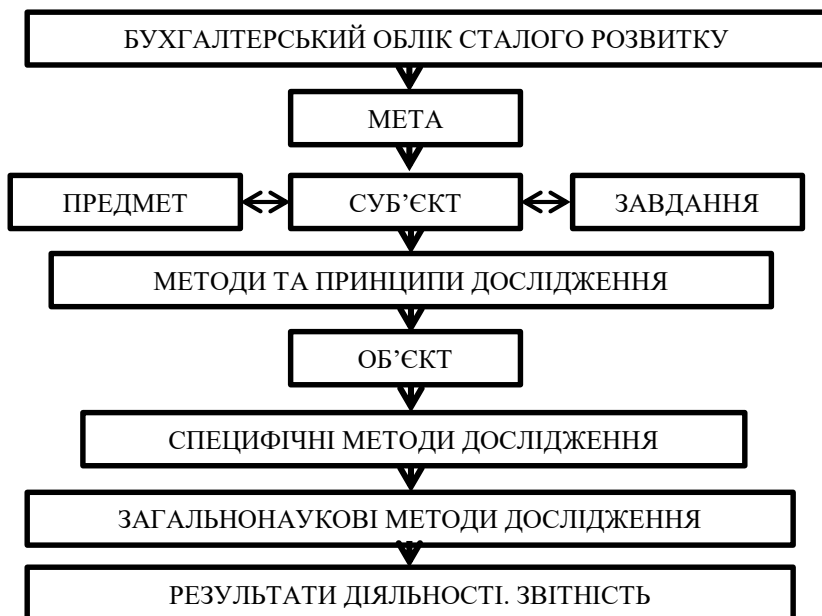 БУХГАЛТЕРСЬКИЙ ОБЛІК СТАЛОГО РОЗВИТКУ
МЕТА
ПРЕДМЕТ
СУБ’ЄКТ
ЗАВДАННЯ
МЕТОДИ ТА ПРИНЦИПИ ДОСЛІДЖЕННЯ
ОБ’ЄКТ
СПЕЦИФІЧНІ МЕТОДИ ДОСЛІДЖЕННЯ
ЗАГАЛЬНОНАУКОВІ МЕТОДИ ДОСЛІДЖЕННЯ
РЕЗУЛЬТАТИ ДІЯЛЬНОСТІ. ЗВІТНІСТЬ